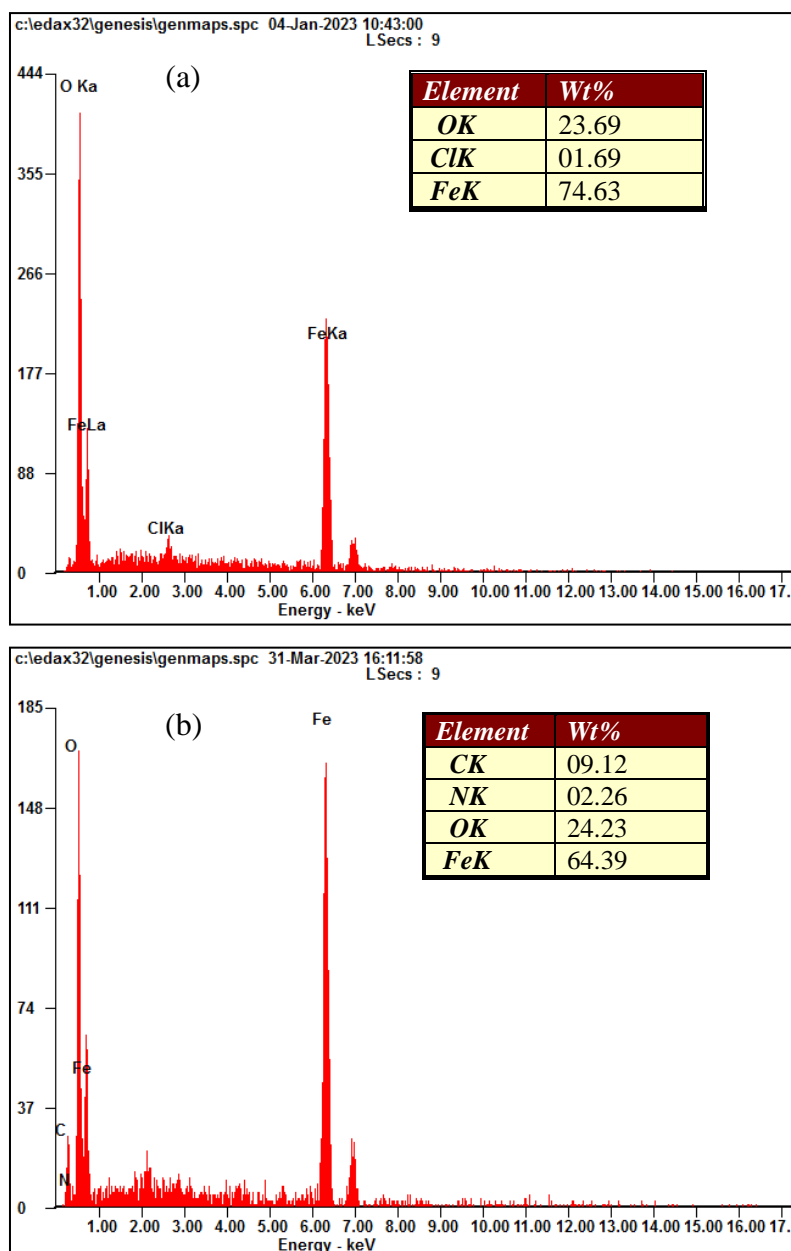 c:\edax32\genesis\genmaps.spc 04-Jan-2023 10:43:00
LSecs : 9
(a)
444
355
266
177
88
0
O Ka
FeLa
ClKa
FeKa
Element Wt%
OK 23.69
ClK 01.69
FeK 74.63
1.00 2.00 3.00 4.00 5.00 6.00 7.00 8.00 9.00 10.00 11.00 12.00 13.00 14.00 15.00 16.00 17.
Energy - keV
c:\edax32\genesis\genmaps.spc 31-Mar-2023 16:11:58
LSecs : 9
(b)
185
148
111
74
37
0
O
Fe
C
N
Fe
Element Wt%
CK 09.12
NK 02.26
OK 24.23
FeK 64.39
1.00 2.00 3.00 4.00 5.00 6.00 7.00 8.00 9.00 10.00 11.00 12.00 13.00 14.00 15.00 16.00 17.00
Energy - keV